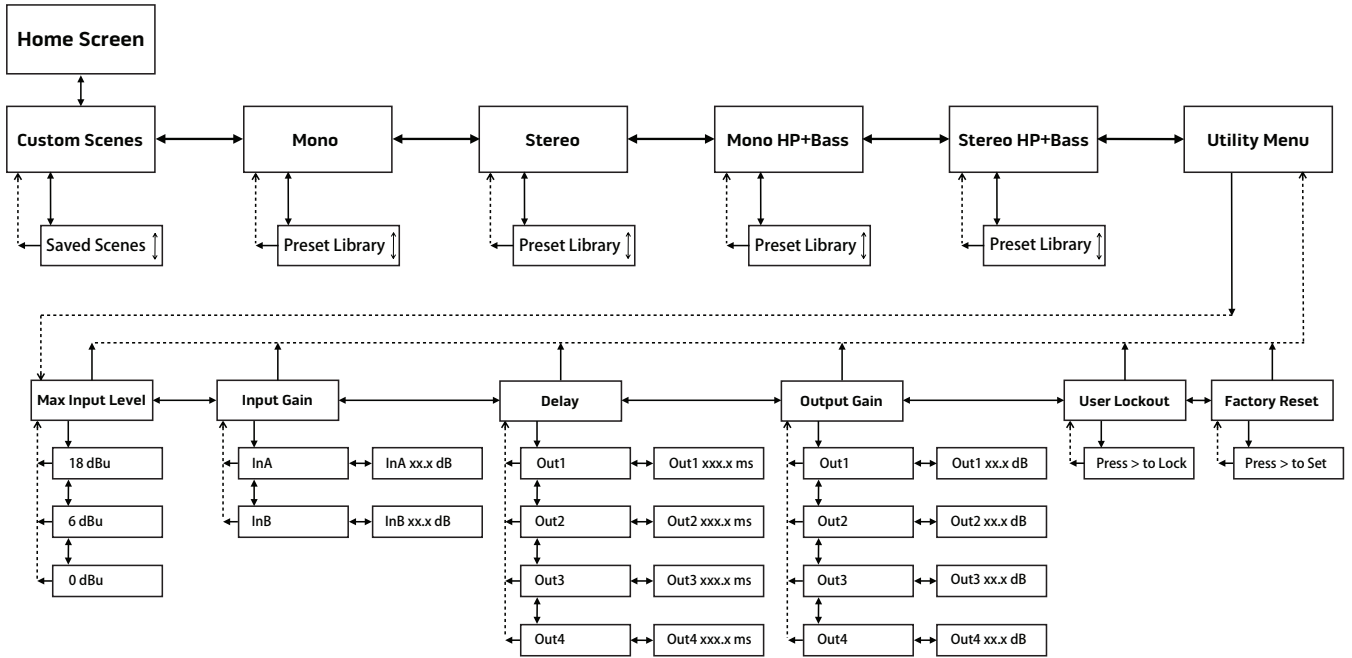 Home Screen
Custom Scenes
Mono
Stereo
Mono HP+Bass
Stereo HP+Bass
Utility Menu
Saved Scenes
Preset Library
Preset Library
Preset Library
Preset Library
Max Input Level
Input Gain
Delay
Output Gain
User Lockout
Factory Reset
18 dBu
InA
InA xx.x dB
Out1
Out1 xxx.x ms
Out1
Out1 xx.x dB
Press > to Lock
Press > to Set
6 dBu
InB
InB xx.x dB
Out2
Out2 xxx.x ms
Out2
Out2 xx.x dB
0 dBu
Out3
Out3 xxx.x ms
Out3
Out3 xx.x dB
Out4
Out4 xxx.x ms
Out4
Out4 xx.x dB